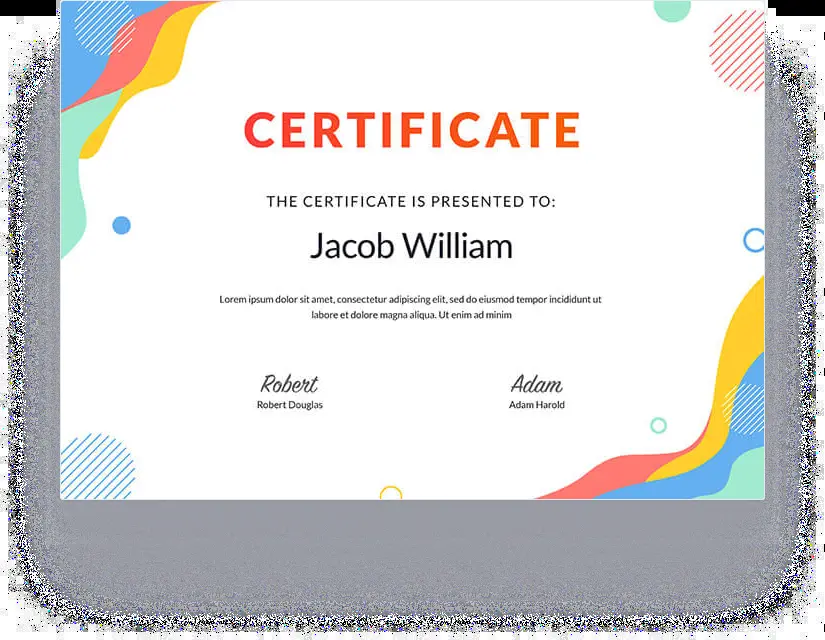 CERTIFICATE
THE CERTIFICATE IS PRESENTED TO:
Jacob William
Lorem ipsum dolor sit amet, consectetur adipiscing elit, sed do eiusmod tempor incididunt ut
labore et dolore magna aliqua. Ut enim ad minim
Robert Adam
Robert Douglas Adam Harold